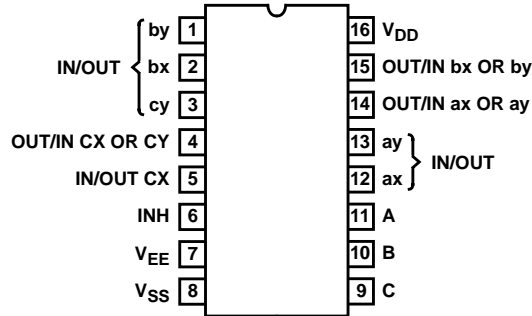 by 1 16 VDD
IN/OUT bx 2 15 OUT/IN bx OR by
cy 3 14 OUT/IN ax OR ay
OUT/IN CX OR CY 4 13 ay
IN/OUT CX 5 12 ax IN/OUT
INH 6 11 A
VEE 7 10 B
VSS 8 9 C